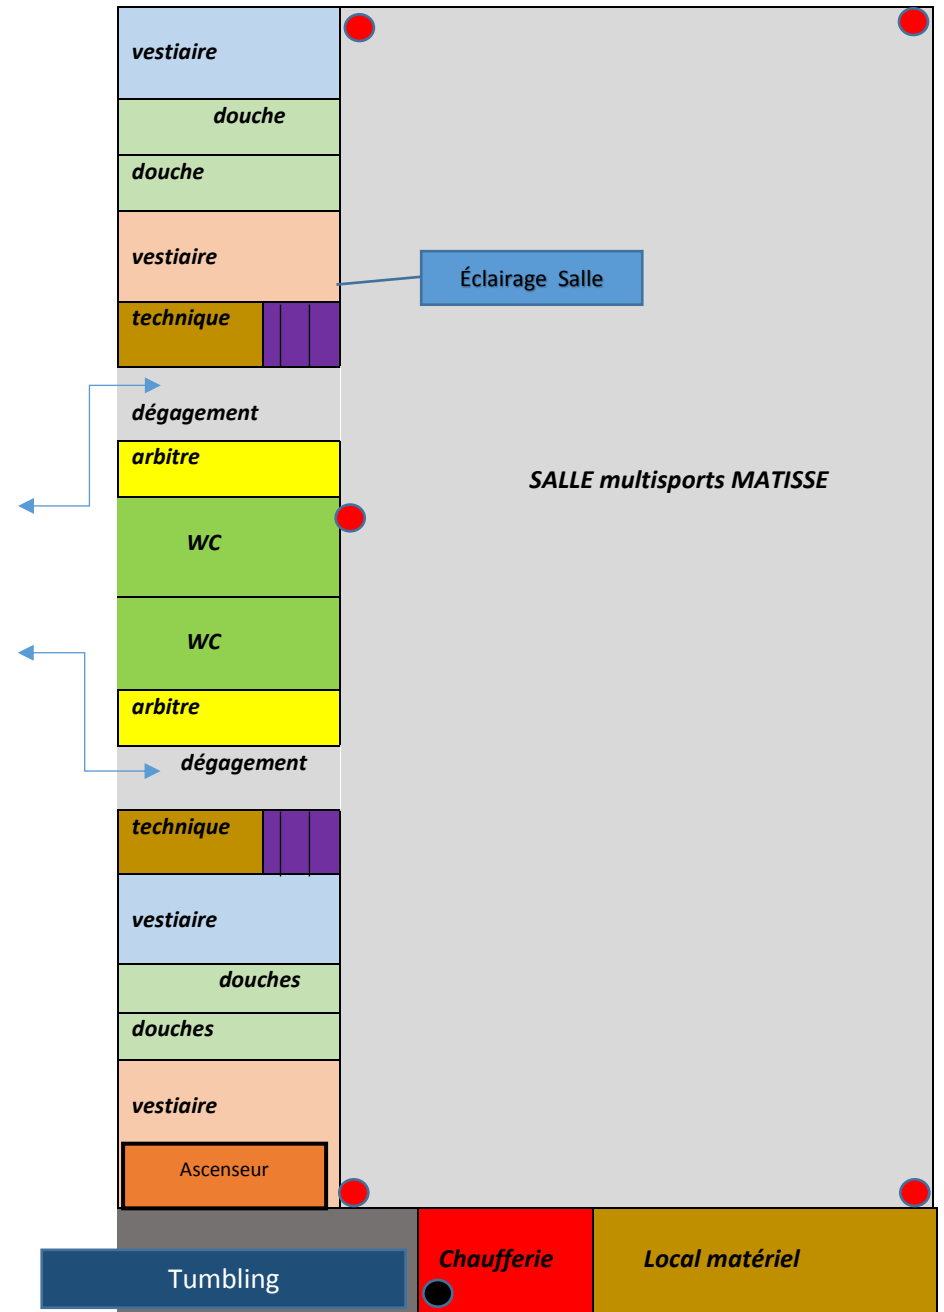 vestiaire
douche
douche
vestiaire
Éclairage Salle
technique
dégagement
arbitre
SALLE multisports MATISSE
WC
WC
arbitre
dégagement
technique
vestiaire
douches
douches
vestiaire
Ascenseur
Chaufferie
Local matériel
Tumbling